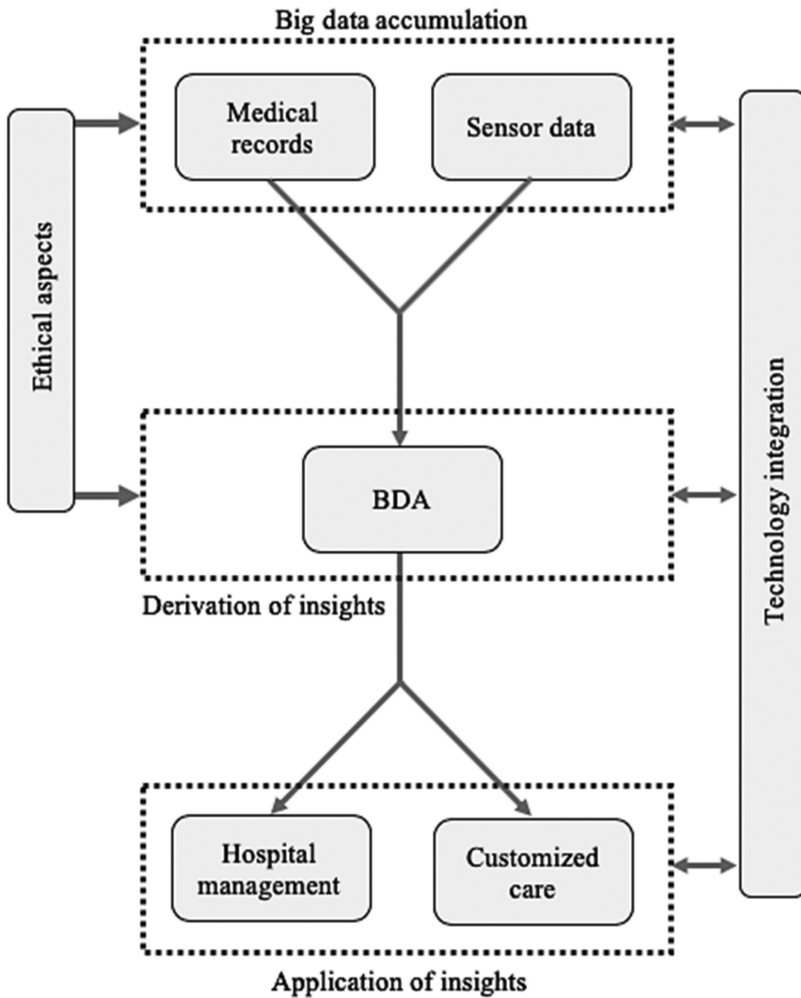 Big data accumulation
Medical
records
Sensor data
Ethical aspects
Technology integration
BDA
Derivation of insights
Hospital
management
Customized
care
Application of insights